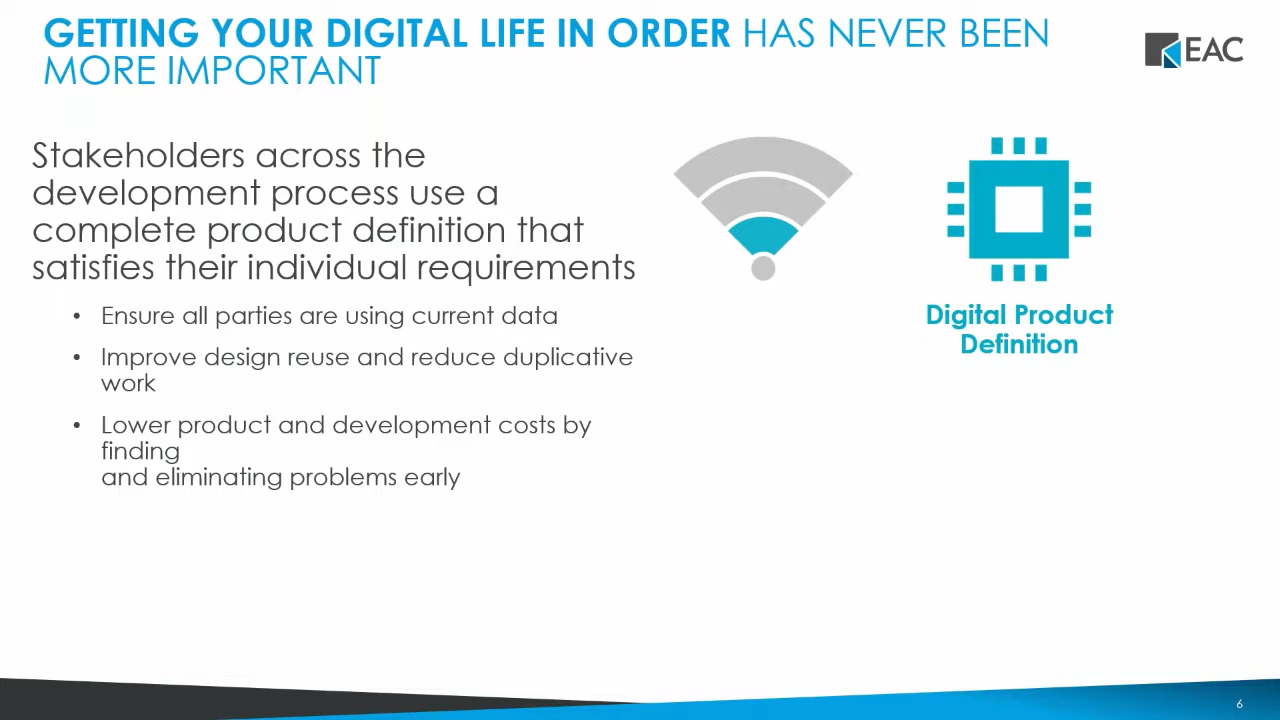 GETTING YOUR DIGITAL LIFE IN ORDER HAS NEVER BEEN
MORE IMPORTANT
EAC
Stakeholders across the
development process use a
complete product definition that
satisfies their individual requirements
• Ensure all parties are using current data
• Improve design reuse and reduce duplicative
work
• Lower product and development costs by
finding
and eliminating problems early
Digital Product
Definition
6